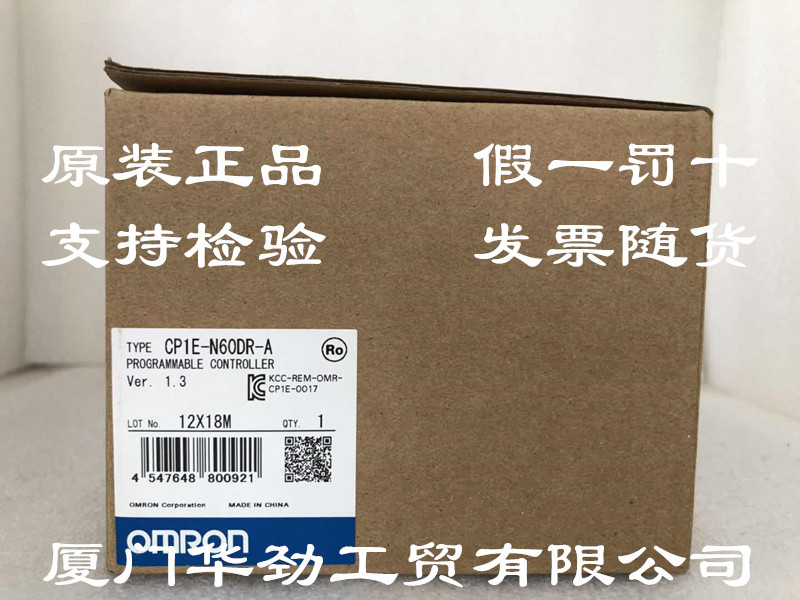 原装正品 假一罚十
支持检验 发票随货
TYPE CP1E-N60DR-A Ro
PROGRAMMABLE CONTROLLER
Ver. 1.3
KCC-REM-OMR-
CP1E-0017
LOT No. 12X18M QTY. 1
4 547648 800921
OMRON Corporation MADE IN CHINA
OMRON
厦门华劲工贸有限公司